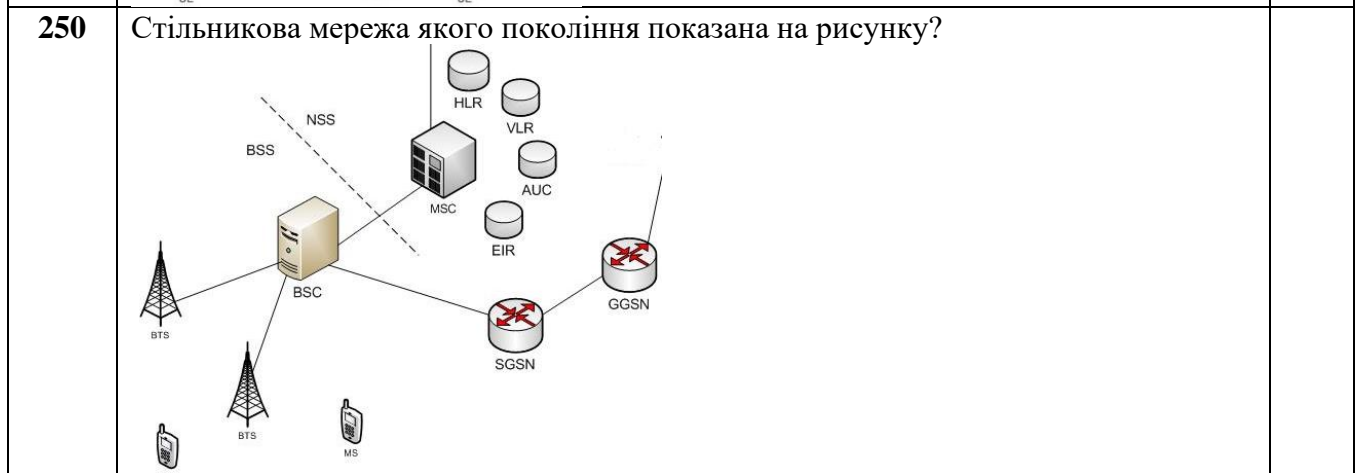 250
Стільникова мережа якого покоління показана на рисунку?
HLR
NSS
VLR
BSS
AUC
MSC
EIR
BSC
GGSN
BTS
SGSN
BTS
MS